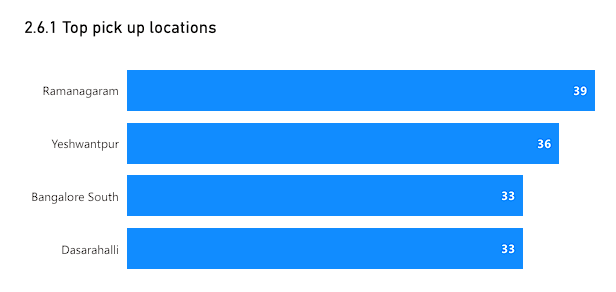 2.6.1 Top pick up locations
Ramanagaram 39
Yeshwantpur 36
Bangalore South 33
Dasarahalli 33